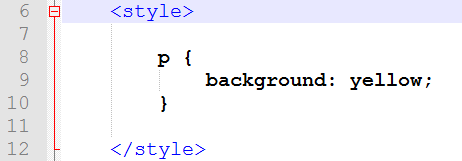 6 <style>
7
8 p {
9 background: yellow;
10 }
11
12 </style>